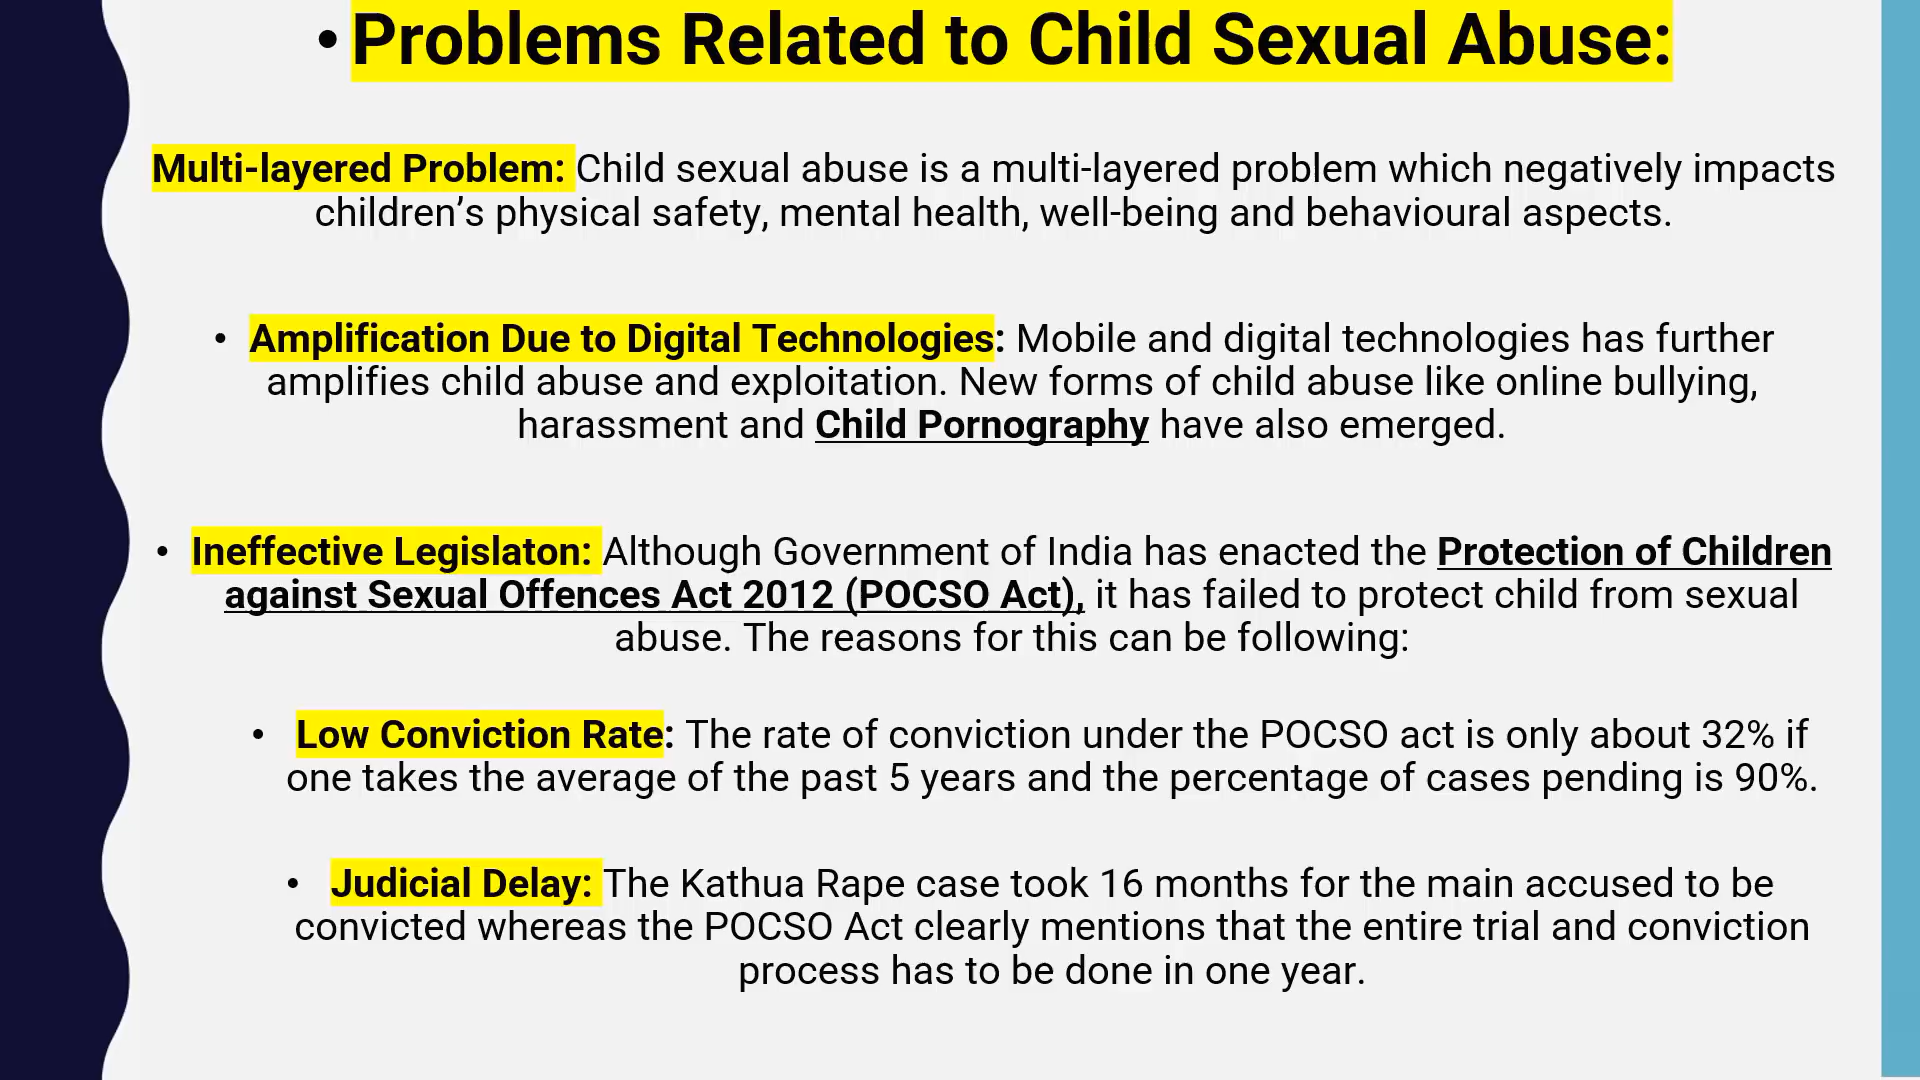 • Problems Related to Child Sexual Abuse:
Multi-layered Problem: Child sexual abuse is a multi-layered problem which negatively impacts
children’s physical safety, mental health, well-being and behavioural aspects.
• Amplification Due to Digital Technologies: Mobile and digital technologies has further
amplifies child abuse and exploitation. New forms of child abuse like online bullying,
harassment and Child Pornography have also emerged.
• Ineffective Legislaton: Although Government of India has enacted the Protection of Children
against Sexual Offences Act 2012 (POCSO Act), it has failed to protect child from sexual
abuse. The reasons for this can be following:
• Low Conviction Rate: The rate of conviction under the POCSO act is only about 32% if
one takes the average of the past 5 years and the percentage of cases pending is 90%.
• Judicial Delay: The Kathua Rape case took 16 months for the main accused to be
convicted whereas the POCSO Act clearly mentions that the entire trial and conviction
process has to be done in one year.